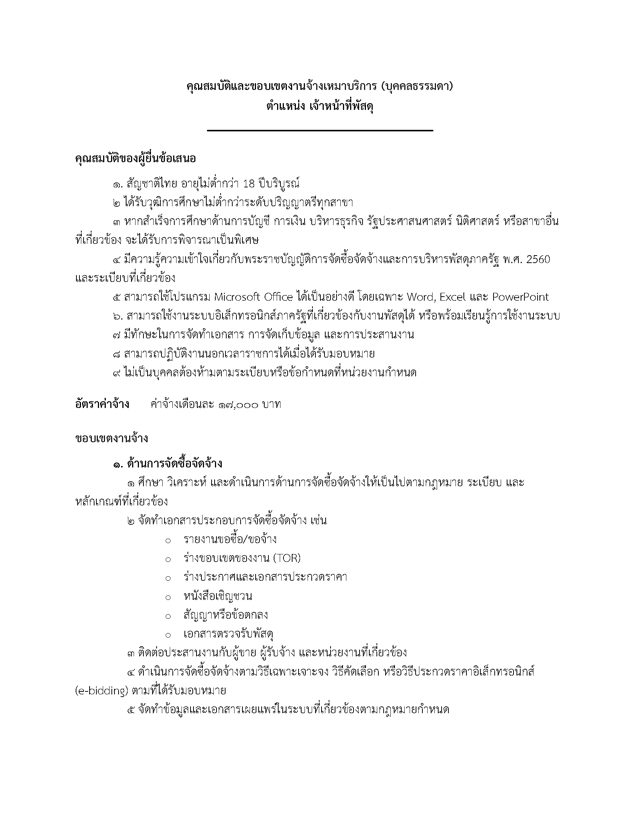 คุณสมบัติและขอบเขตงานจ้างเหมาบริการ (บุคคลธรรมดา)
ตำแหน่ง เจ้าหน้าที่พัสดุ
คุณสมบัติของผู้ยื่นข้อเสนอ
๑. สัญชาติไทย อายุไม่ต่ำกว่า 18 ปีบริบูรณ์
๒ ได้รับวุฒิการศึกษาไม่ต่ำกว่าระดับปริญญาตรีทุกสาขา
๓ หากสำเร็จการศึกษาด้านการบัญชี การเงิน บริหารธุรกิจ รัฐประศาสนศาสตร์ นิติศาสตร์ หรือสาขาอื่น
ที่เกี่ยวข้อง จะได้รับการพิจารณาเป็นพิเศษ
๔ มีความรู้ความเข้าใจเกี่ยวกับพระราชบัญญัติการจัดซื้อจัดจ้างและการบริหารพัสดุภาครัฐ พ.ศ. 2560
และระเบียบที่เกี่ยวข้อง
๕ สามารถใช้โปรแกรม Microsoft Office ได้เป็นอย่างดี โดยเฉพาะ Word, Excel และ PowerPoint
๖. สามารถใช้งานระบบอิเล็กทรอนิกส์ภาครัฐที่เกี่ยวข้องกับงานพัสดุได้ หรือพร้อมเรียนรู้การใช้งานระบบ
๗ มีทักษะในการจัดทำเอกสาร การจัดเก็บข้อมูล และการประสานงาน
๘ สามารถปฏิบัติงานนอกเวลาราชการได้เมื่อได้รับมอบหมาย
๙ ไม่เป็นบุคคลต้องห้ามตามระเบียบหรือข้อกำหนดที่หน่วยงานกำหนด
อัตราค่าจ้าง ค่าจ้างเดือนละ ๑๗,๐๐๐ บาท
ขอบเขตงานจ้าง
๑. ด้านการจัดซื้อจัดจ้าง
๑ ศึกษา วิเคราะห์ และดำเนินการด้านการจัดซื้อจัดจ้างให้เป็นไปตามกฎหมาย ระเบียบ และ
หลักเกณฑ์ที่เกี่ยวข้อง
๒ จัดทำเอกสารประกอบการจัดซื้อจัดจ้าง เช่น
o รายงานขอซื้อ/ขอจ้าง
o ร่างขอบเขตของงาน (TOR)
o ร่างประกาศและเอกสารประกวดราคา
o หนังสือเชิญชวน
o สัญญาหรือข้อตกลง
o เอกสารตรวจรับพัสดุ
๓ ติดต่อประสานงานกับผู้ขาย ผู้รับจ้าง และหน่วยงานที่เกี่ยวข้อง
๔ ดำเนินการจัดซื้อจัดจ้างตามวิธีเฉพาะเจาะจง วิธีคัดเลือก หรือวิธีประกวดราคาอิเล็กทรอนิกส์
(e-bidding) ตามที่ได้รับมอบหมาย
๕ จัดทำข้อมูลและเอกสารเผยแพร่ในระบบที่เกี่ยวข้องตามกฎหมายกำหนด